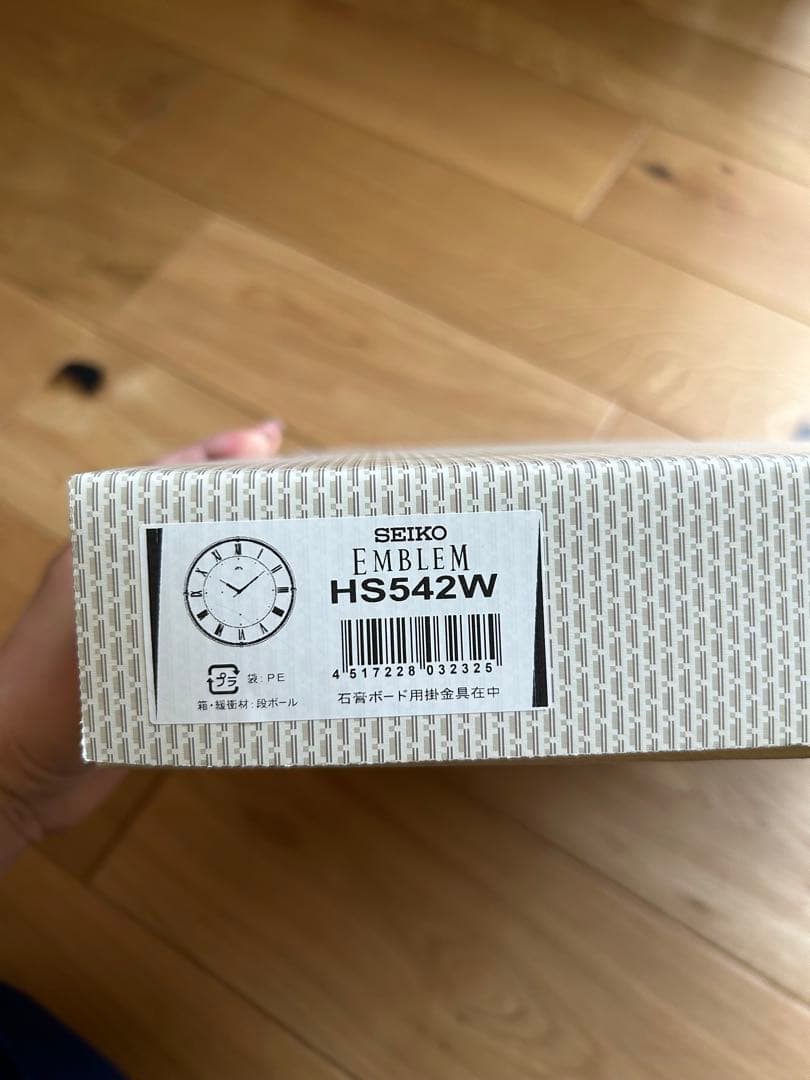 SEIKO
EMBLEM
HS542W
4 517228 032325
プラ 袋:PE
箱・緩衝材:段ボール
石膏ボード用掛金具在中